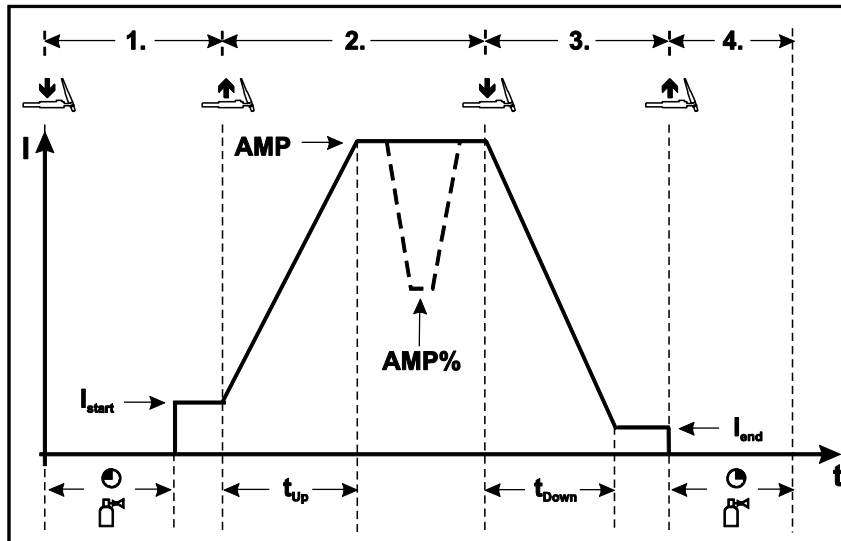 1. 2. 3. 4.
I
AMP
AMP%
Istart
Iend
t
tUp
tDown